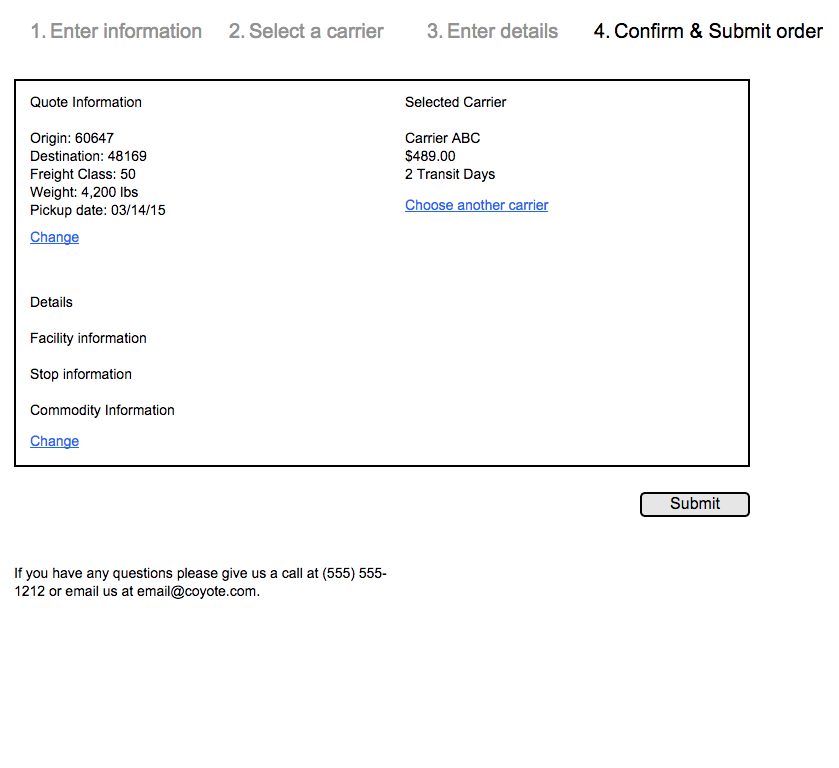 1. Enter information 2. Select a carrier 3. Enter details 4. Confirm & Submit order
Quote Information
Origin: 60647
Destination: 48169
Freight Class: 50
Weight: 4,200 lbs
Pickup date: 03/14/15
Change
Selected Carrier
Carrier ABC
$489.00
2 Transit Days
Choose another carrier
Details
Facility information
Stop information
Commodity Information
Change
Submit
If you have any questions please give us a call at (555) 555-
1212 or email us at email@coyote.com.